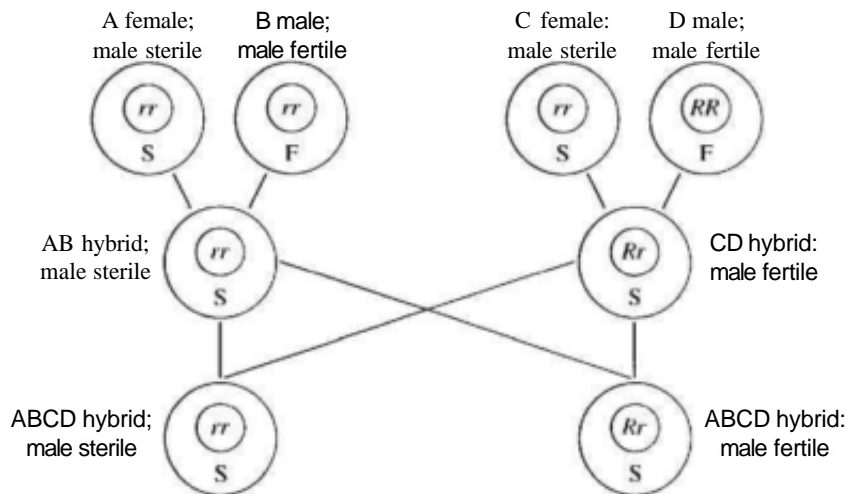 A female;
male sterile
B male;
male fertile
C female:
male sterile
D male;
male fertile
rr
S
rr
F
rr
S
RR
F
AB hybrid;
male sterile
rr
S
Rr
S
CD hybrid:
male fertile
ABCD hybrid;
male sterile
rr
S
Rr
S
ABCD hybrid:
male fertile